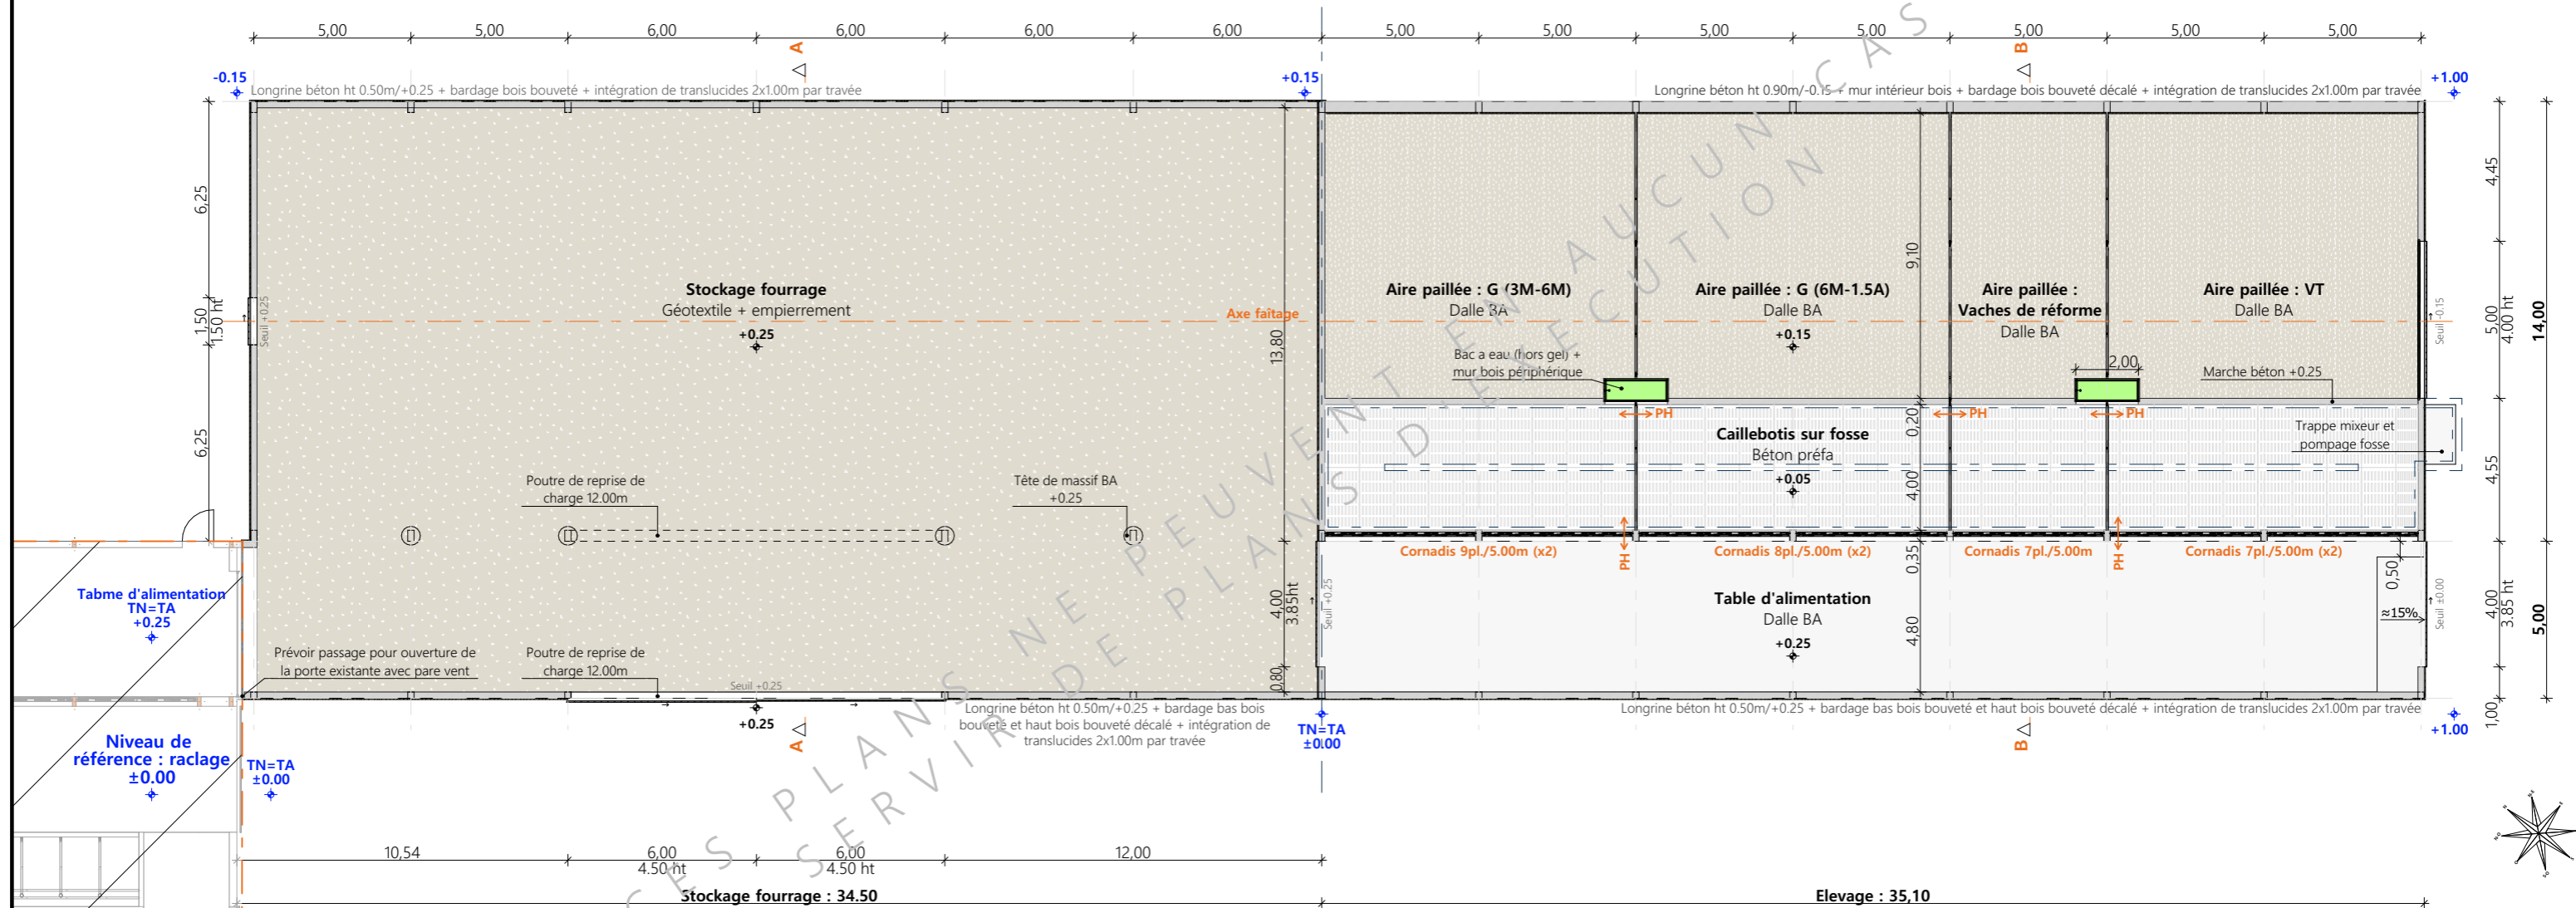 5,00 5,00 6,00 6,00 6,00 6,00 5,00 5,00 5,00 5,00 5,00 5,00 5,00
A
B
-0.15
+0.15
+1.00
Longrine béton ht 0.50m/+0.25 + bardage bois bouveté + intégration de translucides 2x1.00m par travée
Longrine béton ht 0.90m/-0.15 + mur intérieur bois + bardage bois bouveté décalé + intégration de translucides 2x1.00m par travée
6,25
1,50
1.50 ht
6,25
Seuil +0.25
Stockage fourrage
Géotextile + empierrement
+0.25
Axe faitage
13,80
Aire paillée : G (3M-6M)
Dalle BA
Aire paillée : G (6M-1.5A)
Dalle BA
+0.15
9,10
Aire paillée :
Vaches de réforme
Dalle BA
Aire paillée : VT
Dalle BA
Bac a eau (hors gel) +
mur bois périphérique
2,00
Marche béton +0.25
Seuil -0.15
4,45
5,00
4.00 ht
14,00
PH
PH
PH
0,20
Caillebotis sur fosse
Béton préfa
+0.05
4,00
Trappe mixeur et
pompage fosse
4,55
Poutre de reprise de
charge 12.00m
Tête de massif BA
+0.25
Cornadis 9pl./5.00m (x2)
PH
Cornadis 8pl./5.00m (x2)
0,35
Cornadis 7pl/5.00m
PH
Cornadis 7pl./5.00m (x2)
0,50
≈15%
Seuil ±0.00
4,00
3.85 ht
5,00
1,00
Tabme d'alimentation
TN=TA
+0.25
4,00
3.85ht
0,80
Seuil +0.25
Table d'alimentation
Dalle BA
+0.25
4,80
Prévoir passage pour ouverture de
la porte existante avec pare vent
Poutre de reprise de
charge 12.00m
Seuil +0.25
+0.25
A
Longrine béton ht 0.50m/+0.25 + bardage bas bois
bouveté et haut bois bouveté décalé + intégration de
translucides 2x1.00m par travée
TN=TA
±0.00
Longrine béton ht 0.50m/+0.25 + bardage bas bois bouveté et haut bois bouveté décalé + intégration de translucides 2x1.00m par travée
B
+1.00
Niveau de
référence : raclage
±0.00
TN=TA
±0.00
10,54 6,00 6,00 12,00
4.50 ht 4.50 ht
Stockage fourrage : 34.50
Elevage : 35,10
CES PLANS NE PEUVENT EN AUCUN CAS
SERVIR DE PLANS D'EXECUTION